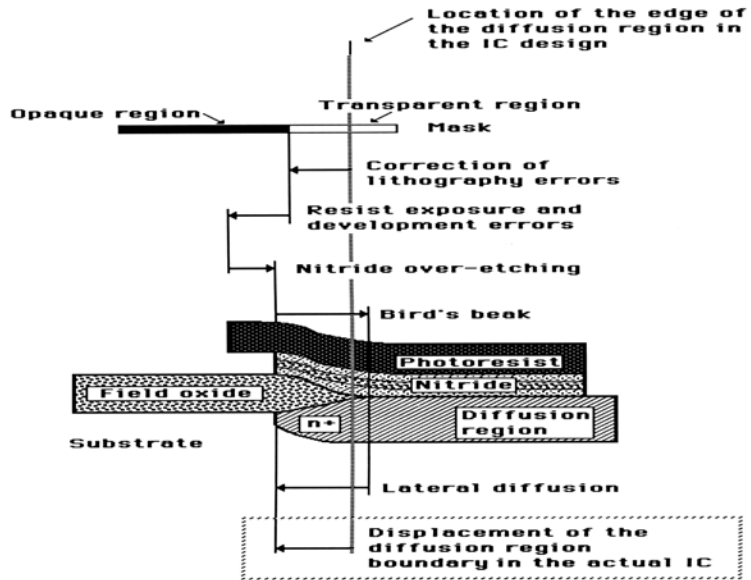 Location of the edge of
the diffusion region in
the IC design
Opaque region
Transparent region
Mask
Correction of
lithography errors
Resist exposure and
development errors
Nitride over-etching
Bird's beak
Photoresist
Nitride
Field oxide
n+
Diffusion
region
Substrate
Lateral diffusion
Displacement of the
diffusion region
boundary in the actual IC